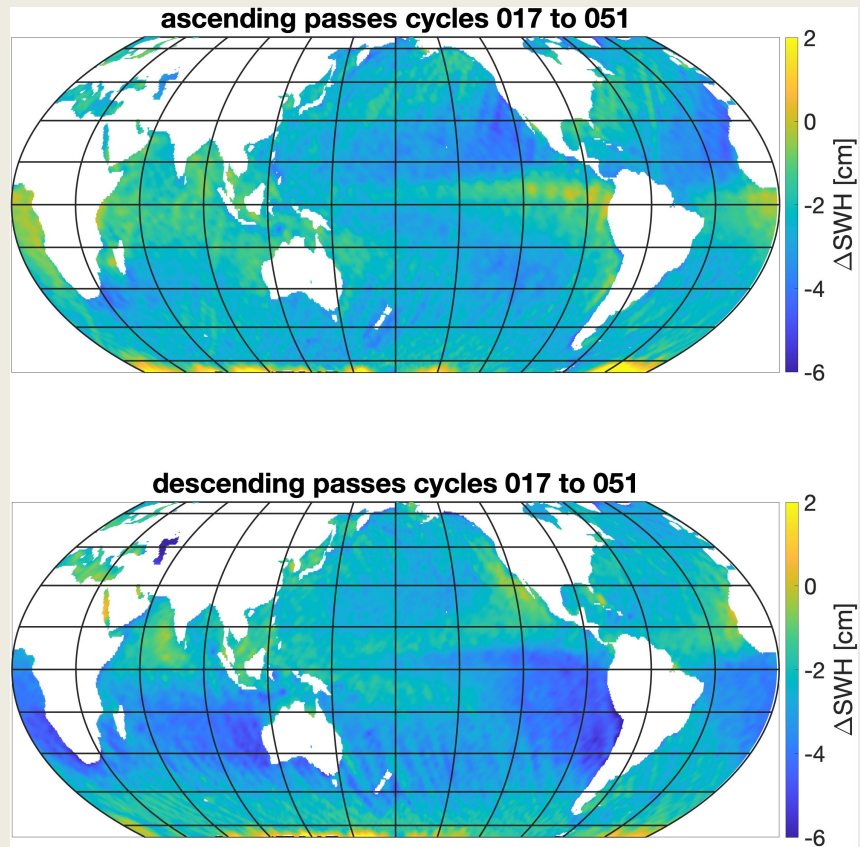 ascending passes cycles 017 to 051
2
0
-2
-4
-6
ΔSWH [cm]
descending passes cycles 017 to 051
2
0
-2
-4
-6
ΔSWH [cm]